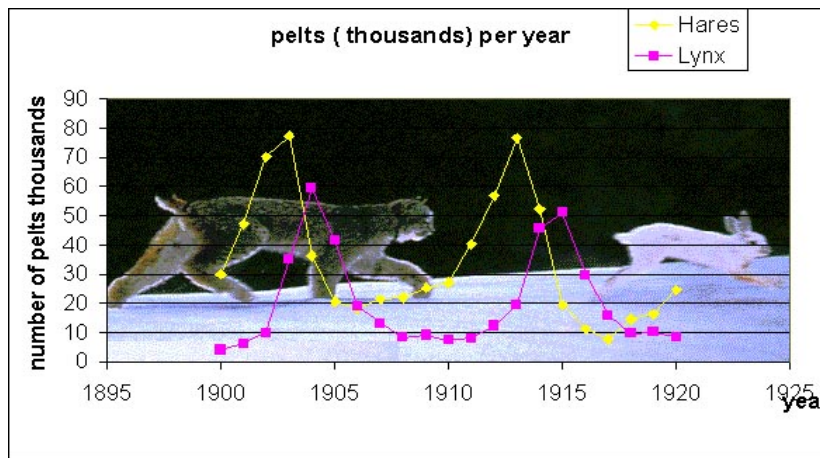 Hares
Lynx
pelts ( thousands) per year
number of pelts thousands
90
80
70
60
50
40
30
20
10
0
1895 1900 1905 1910 1915 1920 1925
yea